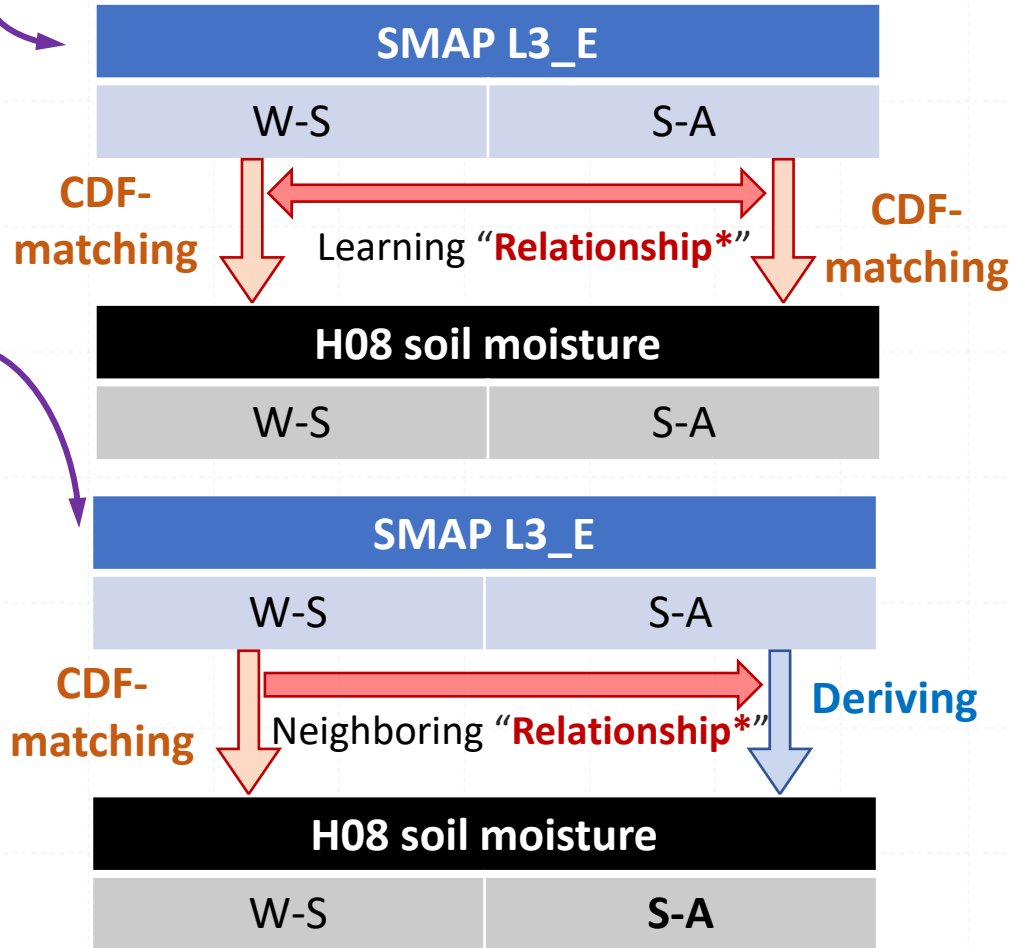 SMAP L3_E
W-S S-A
CDF-
matching
CDF-
matching
Learning “Relationship*”
H08 soil moisture
W-S S-A
SMAP L3_E
W-S S-A
CDF-
matching
Deriving
Neighboring “Relationship*”
H08 soil moisture
W-S S-A